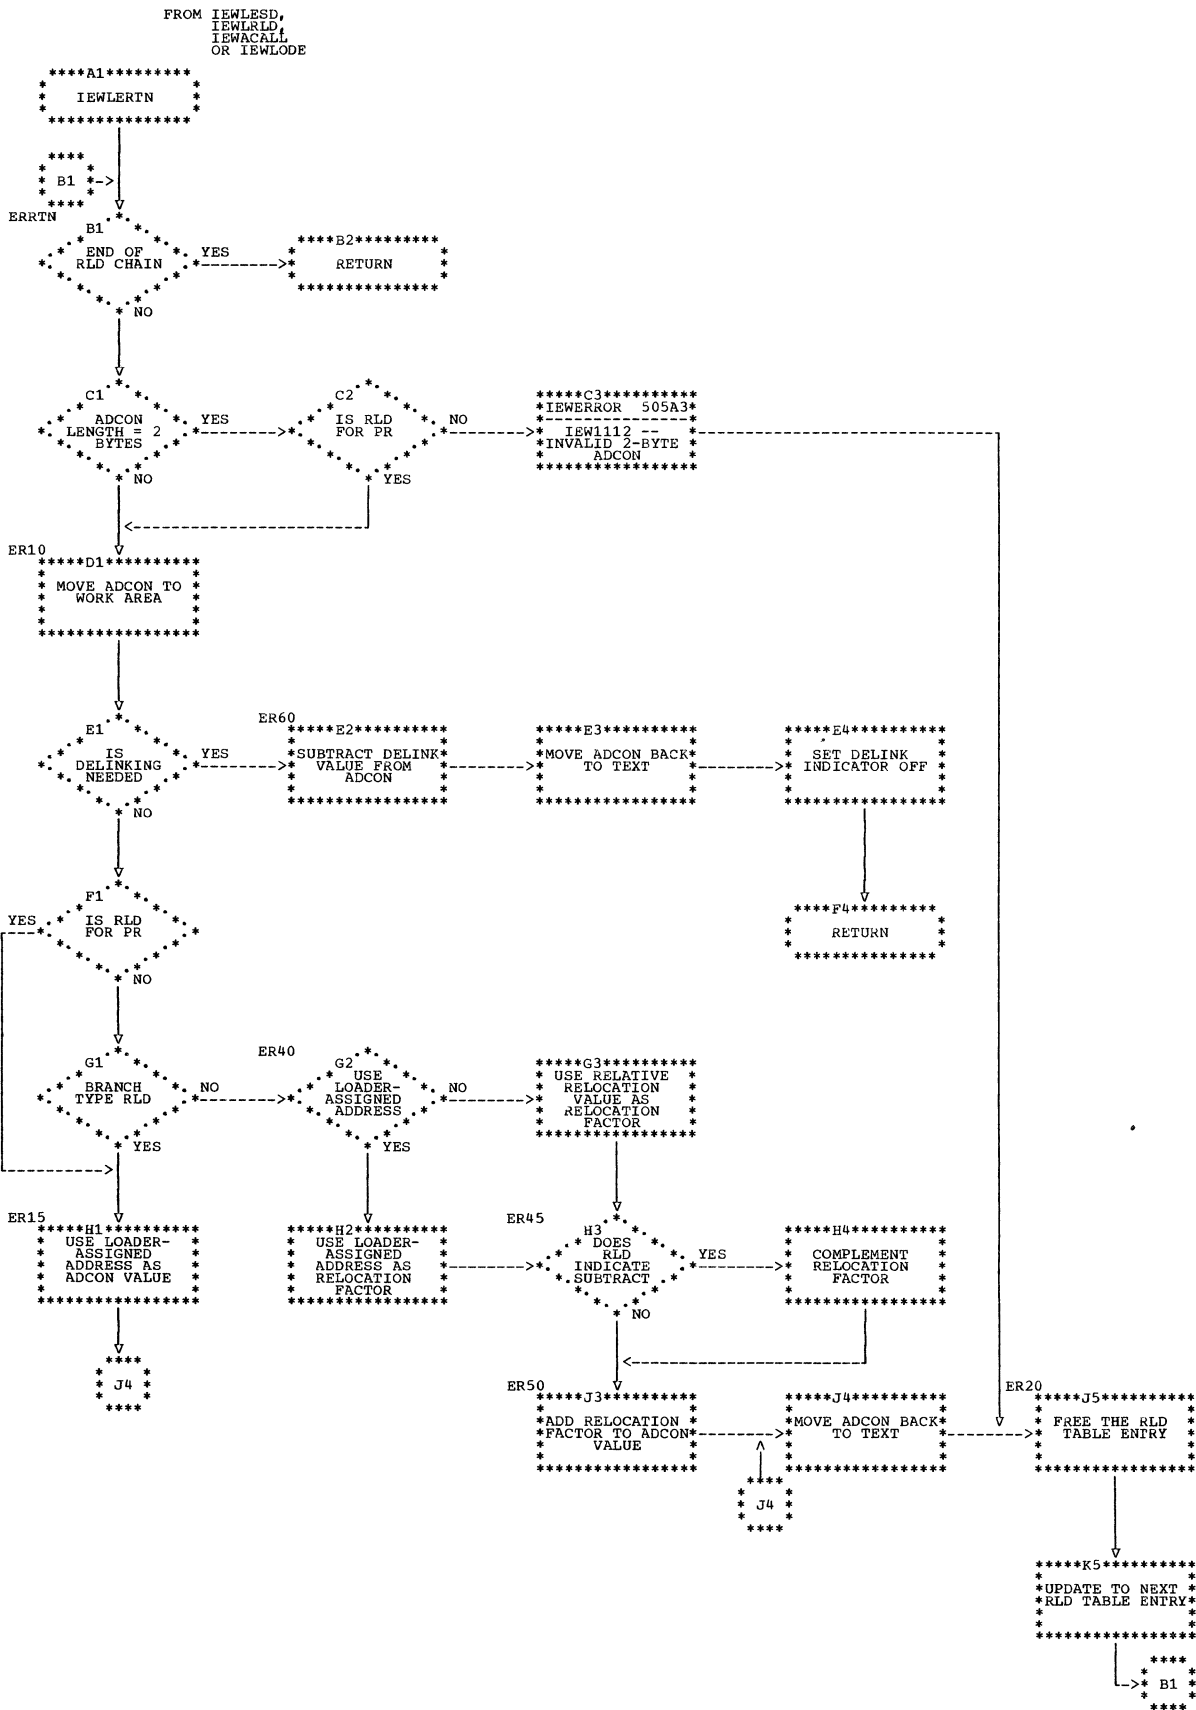 FROM IEWLESD,
IEWLRLD,
IEWACALL
OR IEWLODE
A1
IEWLERTN
B1
ERRTN
B1
END OF
RLD CHAIN
YES
NO
B2
RETURN
C1
ADCON
LENGTH = 2
BYTES
YES
NO
C2
IS RLD
FOR PR
NO
YES
C3
IEWERROR 505A3
IEW1112 --
INVALID 2-BYTE
ADCON
ER10
D1
MOVE ADCON TO
WORK AREA
E1
IS
DELINKING
NEEDED
YES
NO
ER60
E2
SUBTRACT DELINK
VALUE FROM
ADCON
E3
MOVE ADCON BACK
TO TEXT
E4
SET DELINK
INDICATOR OFF
F1
IS RLD
FOR PR
YES
NO
F4
RETURN
G1
BRANCH
TYPE RLD
NO
YES
ER40
G2
USE
LOADER-
ASSIGNED
ADDRESS
NO
YES
G3
USE RELATIVE
RELOCATION
VALUE AS
RELOCATION
FACTOR
ER15
H1
USE LOADER-
ASSIGNED
ADDRESS AS
ADCON VALUE
H2
USE LOADER-
ASSIGNED
ADDRESS AS
RELOCATION
FACTOR
ER45
H3
DOES
RLD
INDICATE
SUBTRACT
YES
NO
H4
COMPLEMENT
RELOCATION
FACTOR
J4
ER50
J3
ADD RELOCATION
FACTOR TO ADCON
VALUE
J4
MOVE ADCON BACK
TO TEXT
ER20
J5
FREE THE RLD
TABLE ENTRY
J4
K5
UPDATE TO NEXT
RLD TABLE ENTRY
B1